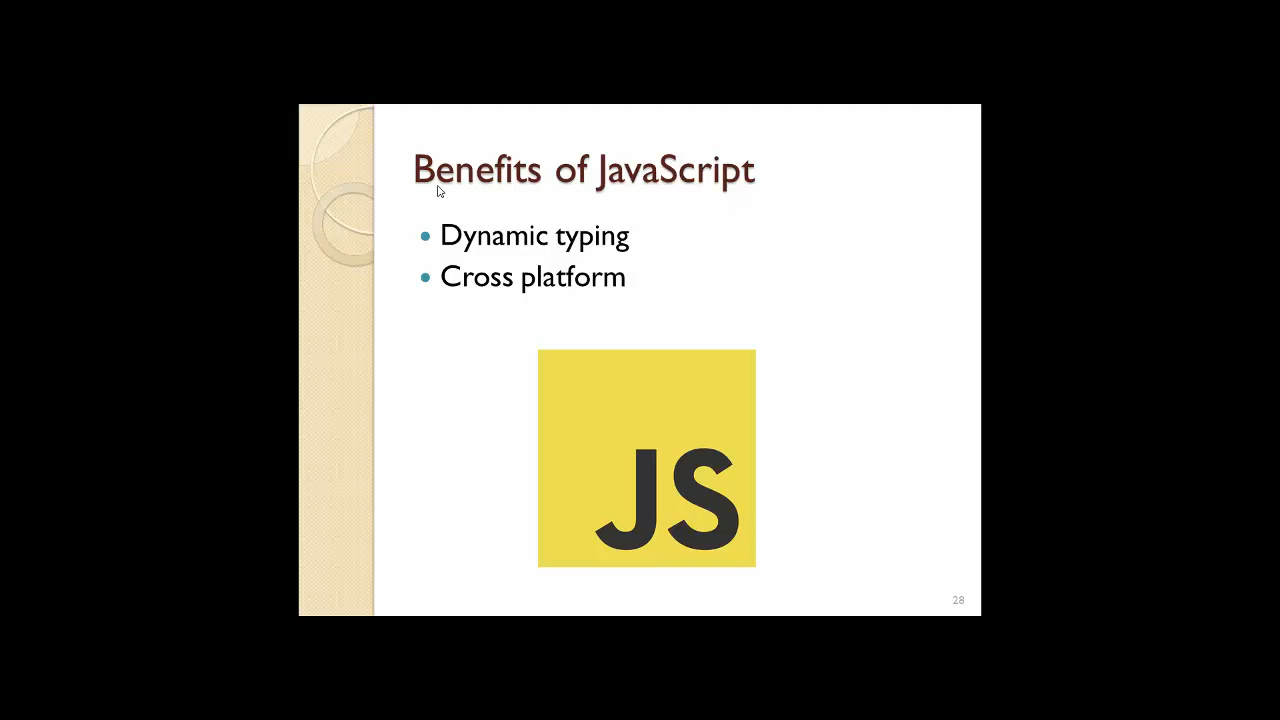 Benefits of JavaScript
Dynamic typing
Cross platform
JS
28